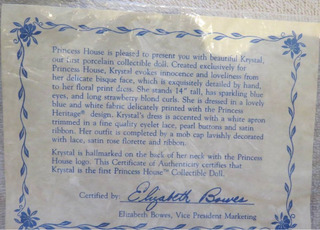 Princess House is pleased to present you with beautiful Krystal,
our first porcelain collectible doll. Created exclusively for
Princess House, Krystal evokes innocence and loveliness from
her delicate bisque face, which is exquisitely detailed by hand,
to her floral print dress. She stands 14" tall, has sparkling blue
eyes, and long strawberry blond curls. She is dressed in a lovely
blue and white fabric delicately printed with the Princess
Heritage® design. Krystal's dress is accented with a white apron
trimmed in a fine quality eyelet lace, pearl buttons and satin
ribbon. Her outfit is completed by a mob cap lavishly decorated
with lace, satin rose florette and ribbon.
Krystal is hallmarked on the back of her neck with the Princess
House logo. This Certificate of Authenticity certifies that
Krystal is the first Princess House™ Collectible Doll.
Certified by: Elizabeth Bowes
Elizabeth Bowes, Vice President Marketing